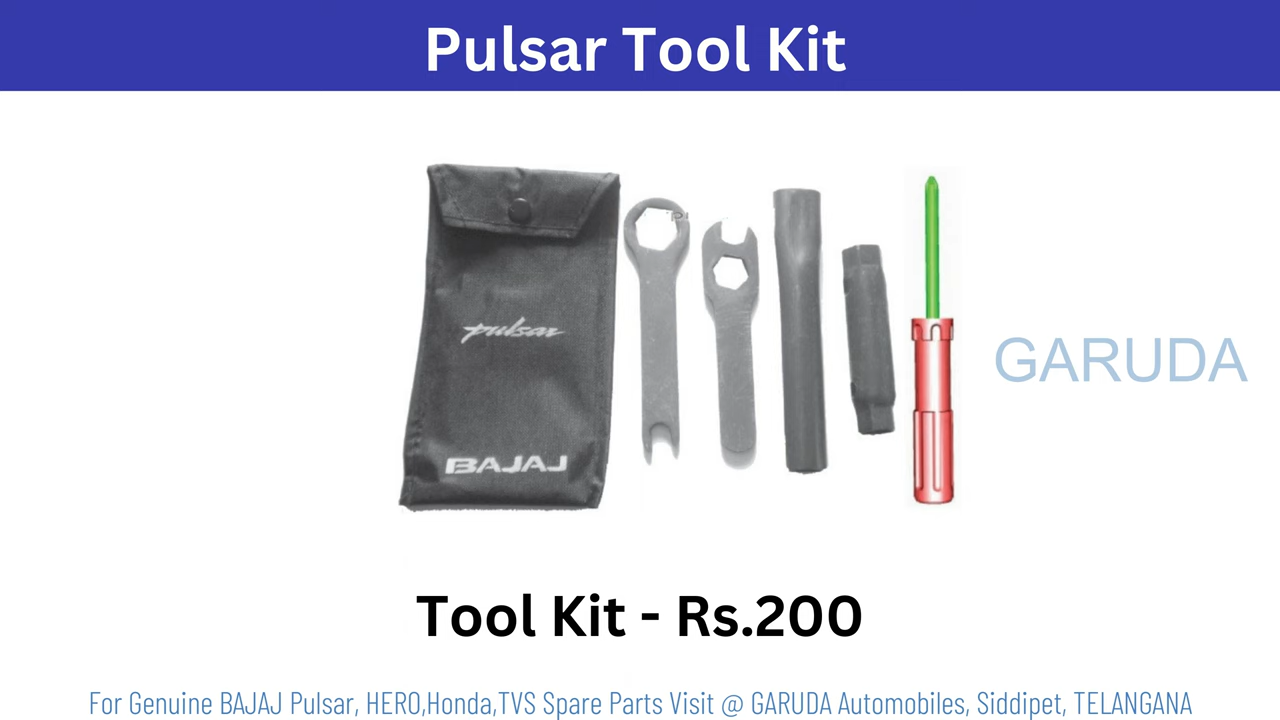 Pulsar Tool Kit
pulsar
BAJAJ
GARUDA
Tool Kit - Rs.200
For Genuine BAJAJ Pulsar, HERO,Honda,TVS Spare Parts Visit @ GARUDA Automobiles, Siddipet, TELANGANA